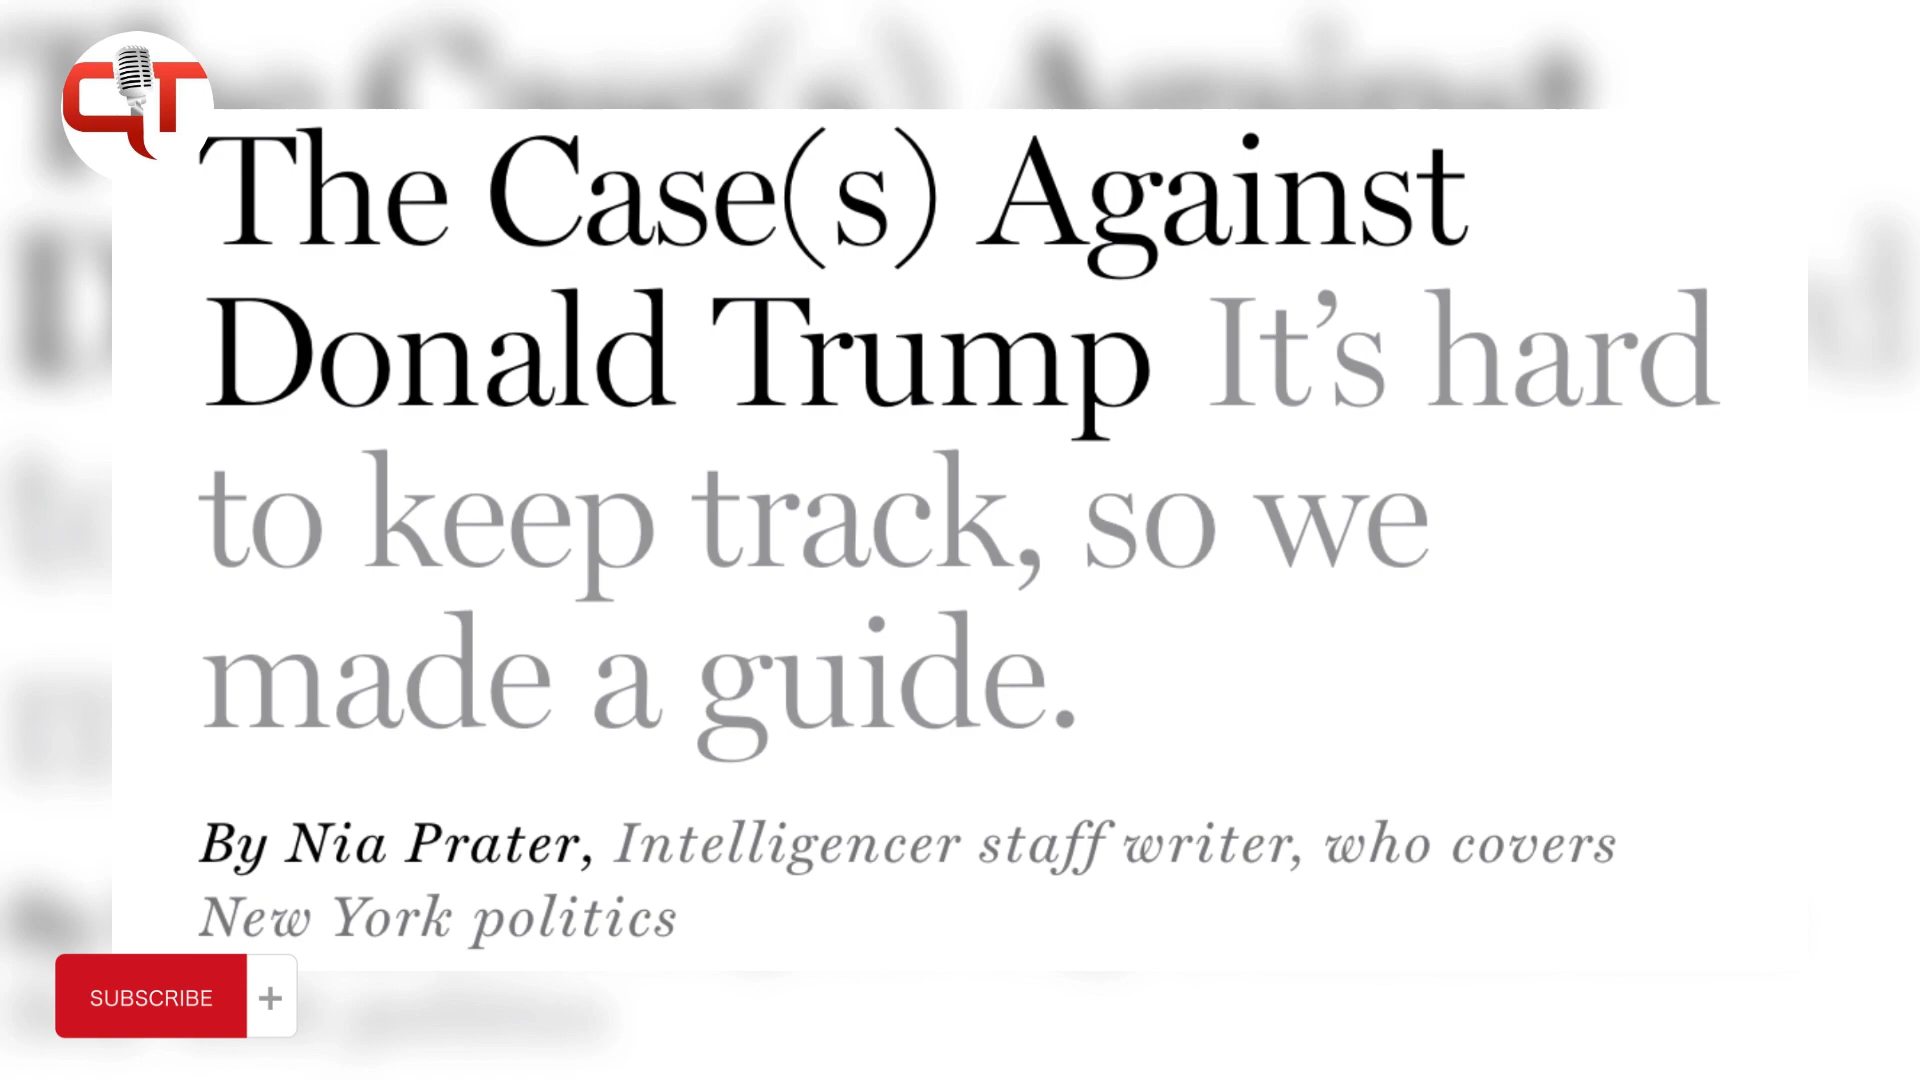 CT
The Case(s) Against
Donald Trump It’s hard
to keep track, so we
made a guide.
By Nia Prater, Intelligencer staff writer, who covers
New York politics
SUBSCRIBE +